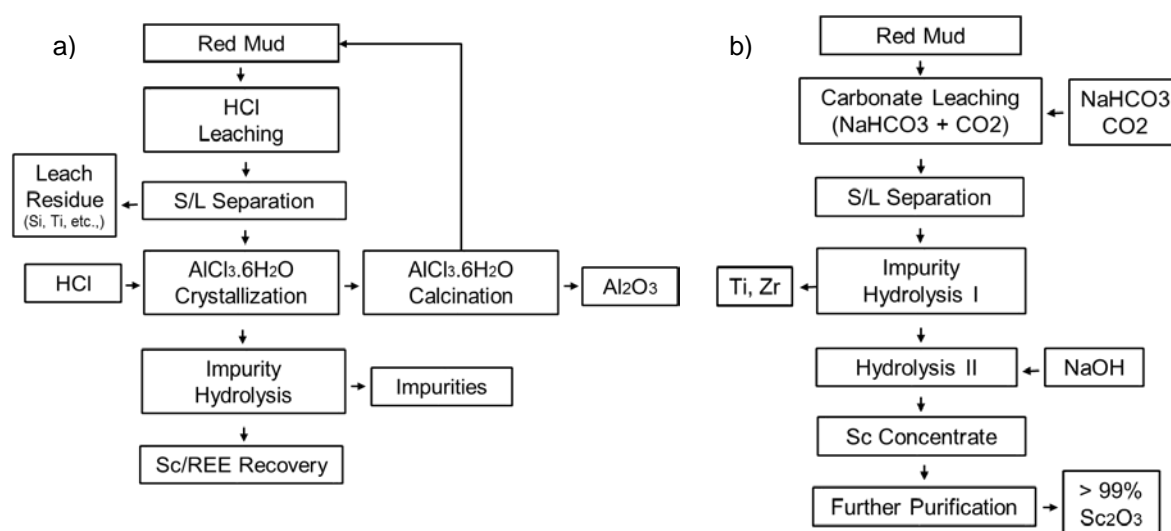 a)
Red Mud
HCl
Leaching
Leach
Residue
(Si, Ti, etc.,)
S/L Separation
HCl
AlCl3.6H2O
Crystallization
AlCl3.6H2O
Calcination
Al2O3
Impurity
Hydrolysis
Impurities
Sc/REE Recovery
b)
Red Mud
Carbonate Leaching
(NaHCO3 + CO2)
NaHCO3
CO2
S/L Separation
Impurity
Hydrolysis I
Ti, Zr
Hydrolysis II
NaOH
Sc Concentrate
Further Purification
> 99%
Sc2O3